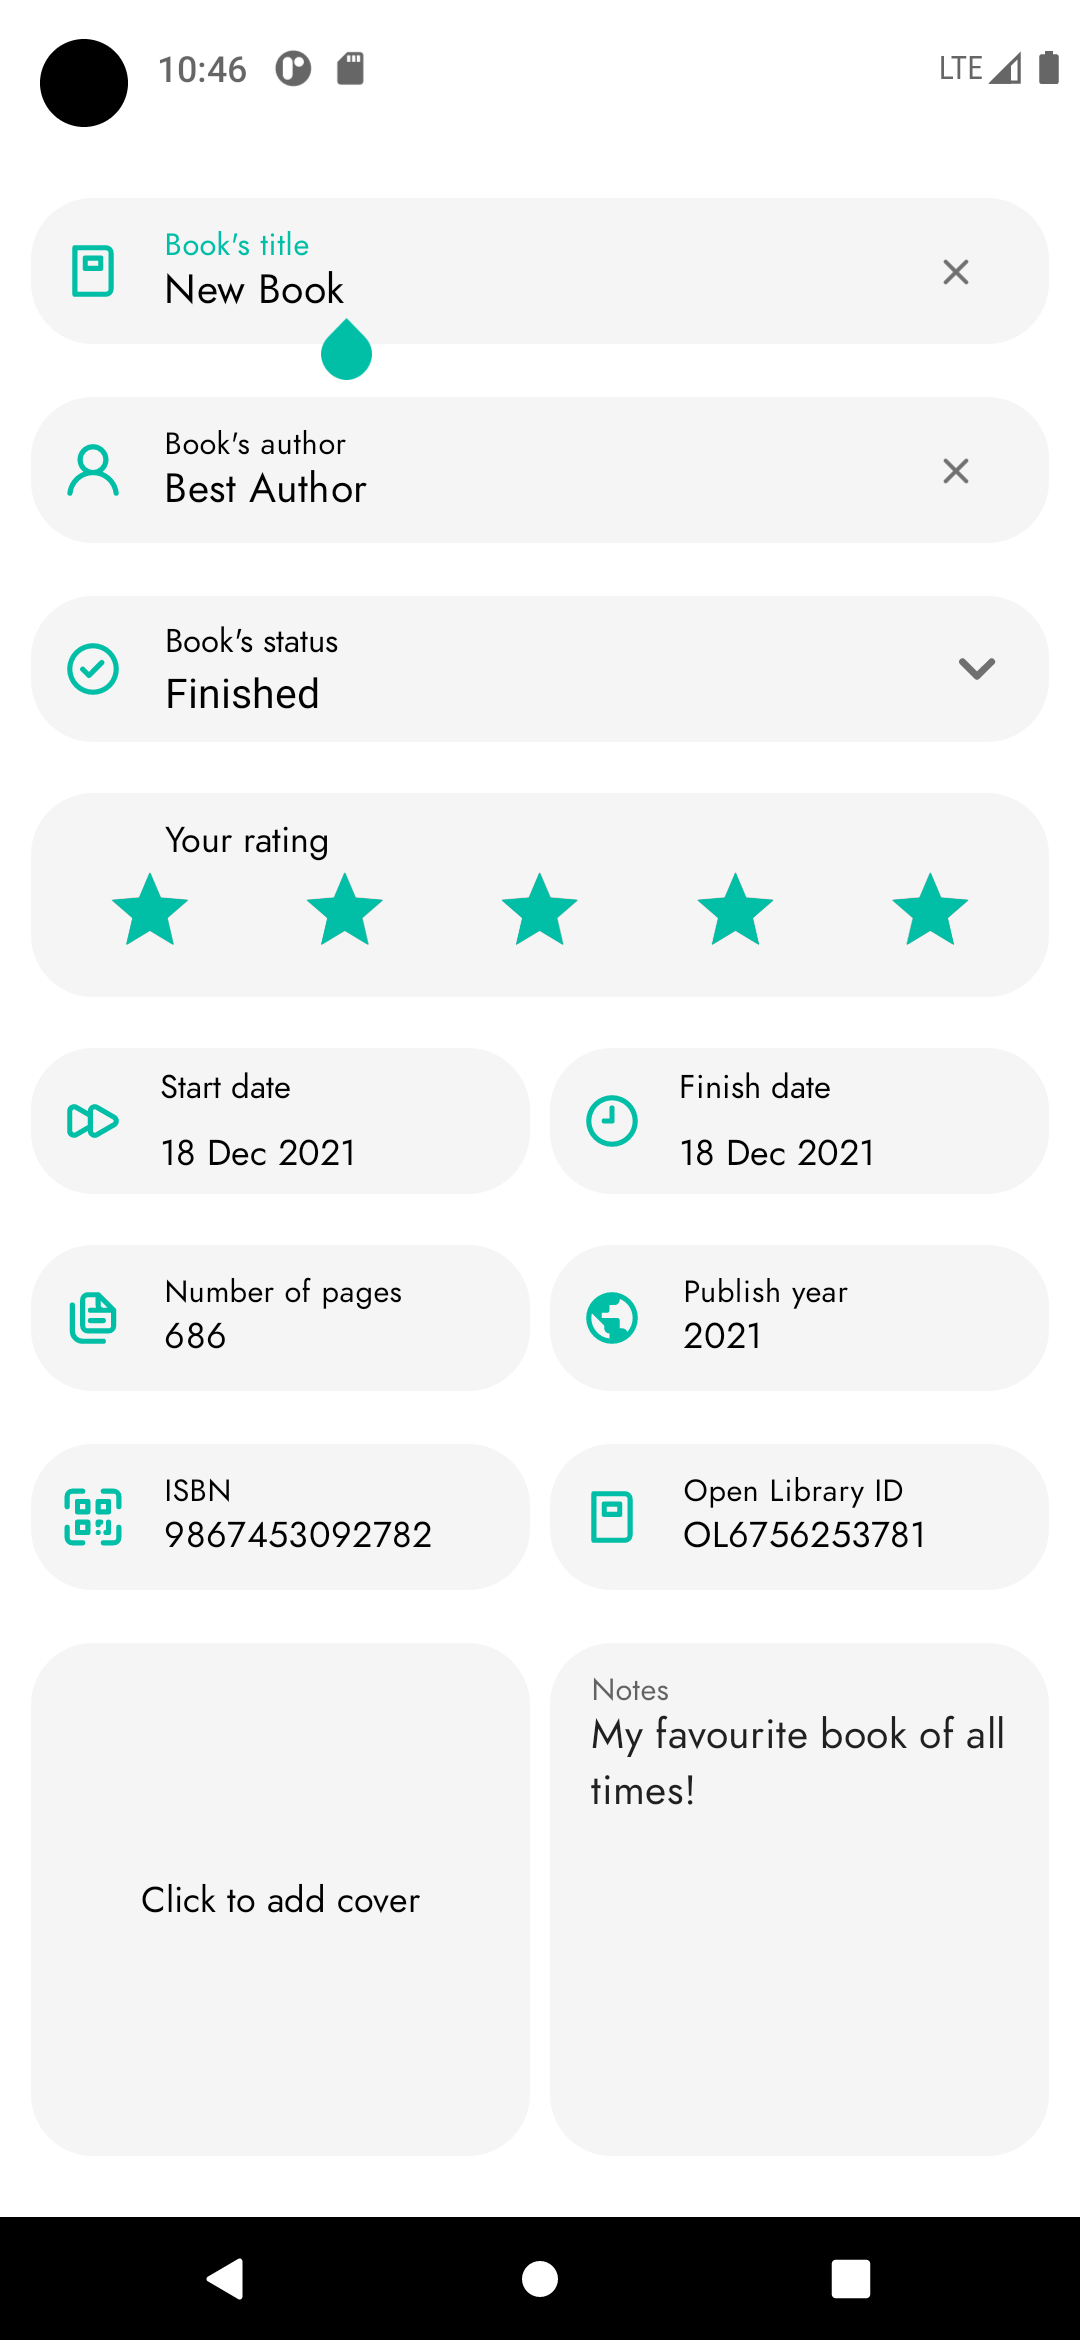 10:46
LTE
Book's title
New Book
Book's author
Best Author
Book's status
Finished
Your rating
Start date
18 Dec 2021
Finish date
18 Dec 2021
Number of pages
686
Publish year
2021
ISBN
9867453092782
Open Library ID
OL6756253781
Click to add cover
Notes
My favourite book of all
times!